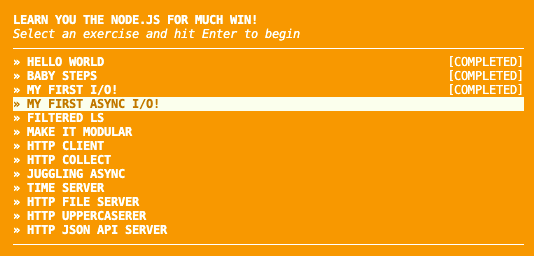 LEARN YOU THE NODE.JS FOR MUCH WIN!
Select an exercise and hit Enter to begin
» HELLO WORLD [COMPLETED]
» BABY STEPS [COMPLETED]
» MY FIRST I/O! [COMPLETED]
» MY FIRST ASYNC I/O!
» FILTERED LS
» MAKE IT MODULAR
» HTTP CLIENT
» HTTP COLLECT
» JUGGLING ASYNC
» TIME SERVER
» HTTP FILE SERVER
» HTTP UPPERCASERER
» HTTP JSON API SERVER